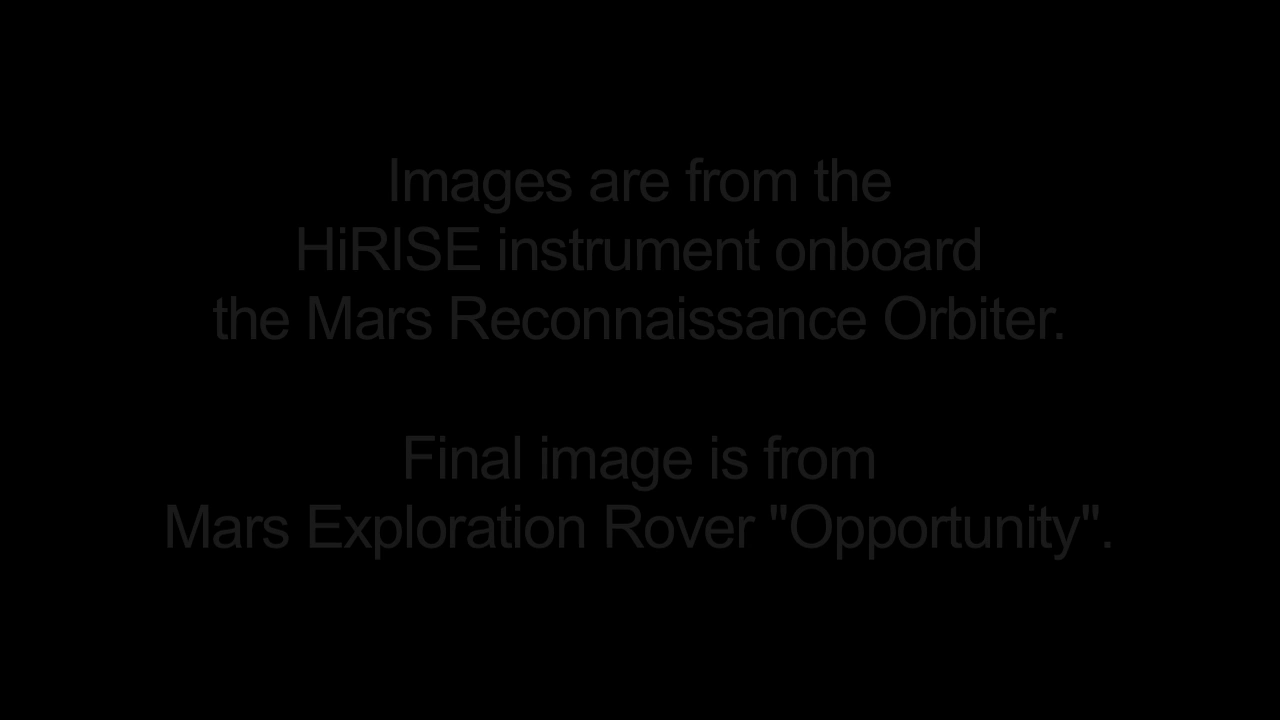 Images are from the
HiRISE instrument onboard
the Mars Reconnaissance Orbiter.
Final image is from
Mars Exploration Rover "Opportunity".